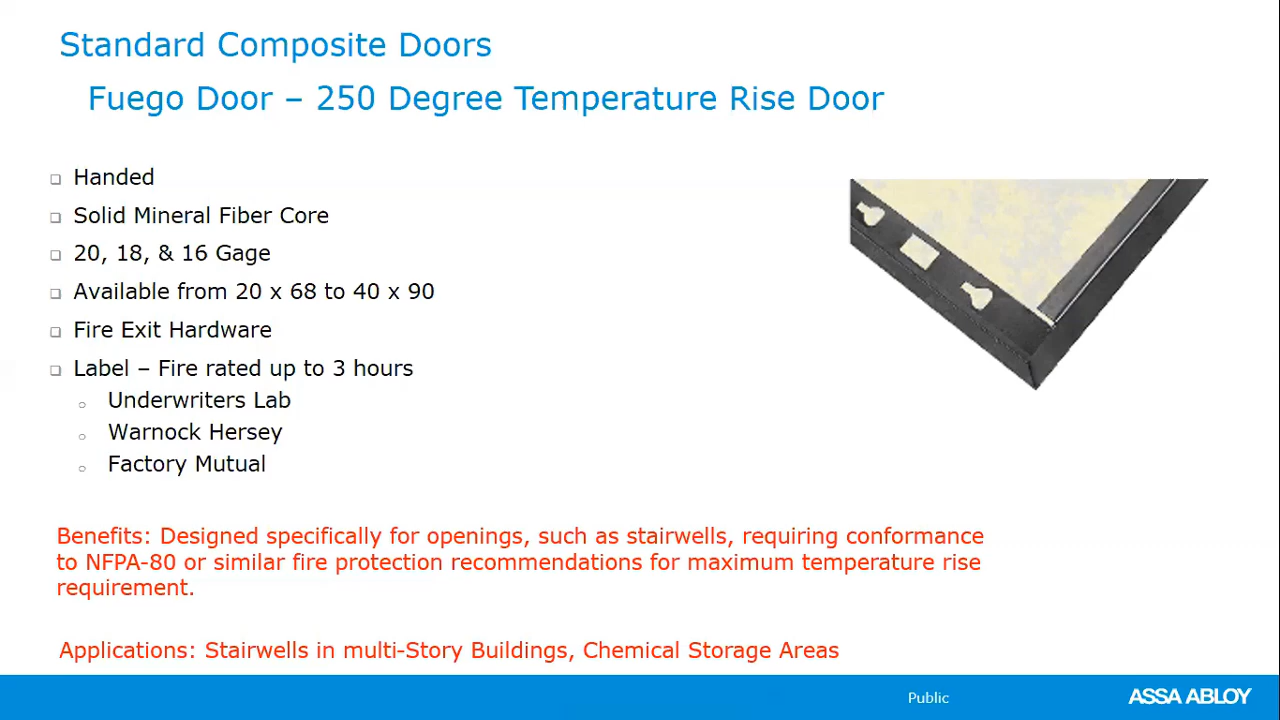 Standard Composite Doors
Fuego Door – 250 Degree Temperature Rise Door
Handed
Solid Mineral Fiber Core
20, 18, & 16 Gage
Available from 20 x 68 to 40 x 90
Fire Exit Hardware
Label – Fire rated up to 3 hours
Underwriters Lab
Warnock Hersey
Factory Mutual
Benefits: Designed specifically for openings, such as stairwells, requiring conformance
to NFPA-80 or similar fire protection recommendations for maximum temperature rise
requirement.
Applications: Stairwells in multi-Story Buildings, Chemical Storage Areas
Public
ASSA ABLOY